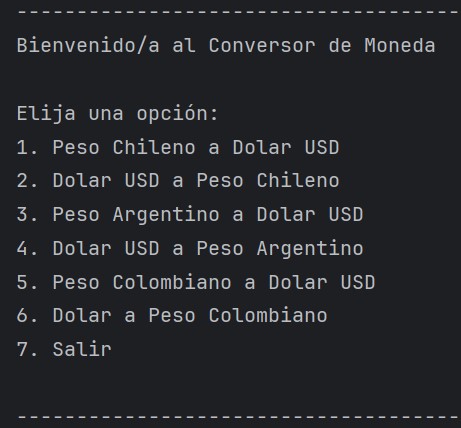 ---------------------------------------
Bienvenido/a al Conversor de Moneda
Elija una opción:
1. Peso Chileno a Dolar USD
2. Dolar USD a Peso Chileno
3. Peso Argentino a Dolar USD
4. Dolar USD a Peso Argentino
5. Peso Colombiano a Dolar USD
6. Dolar a Peso Colombiano
7. Salir
---------------------------------------